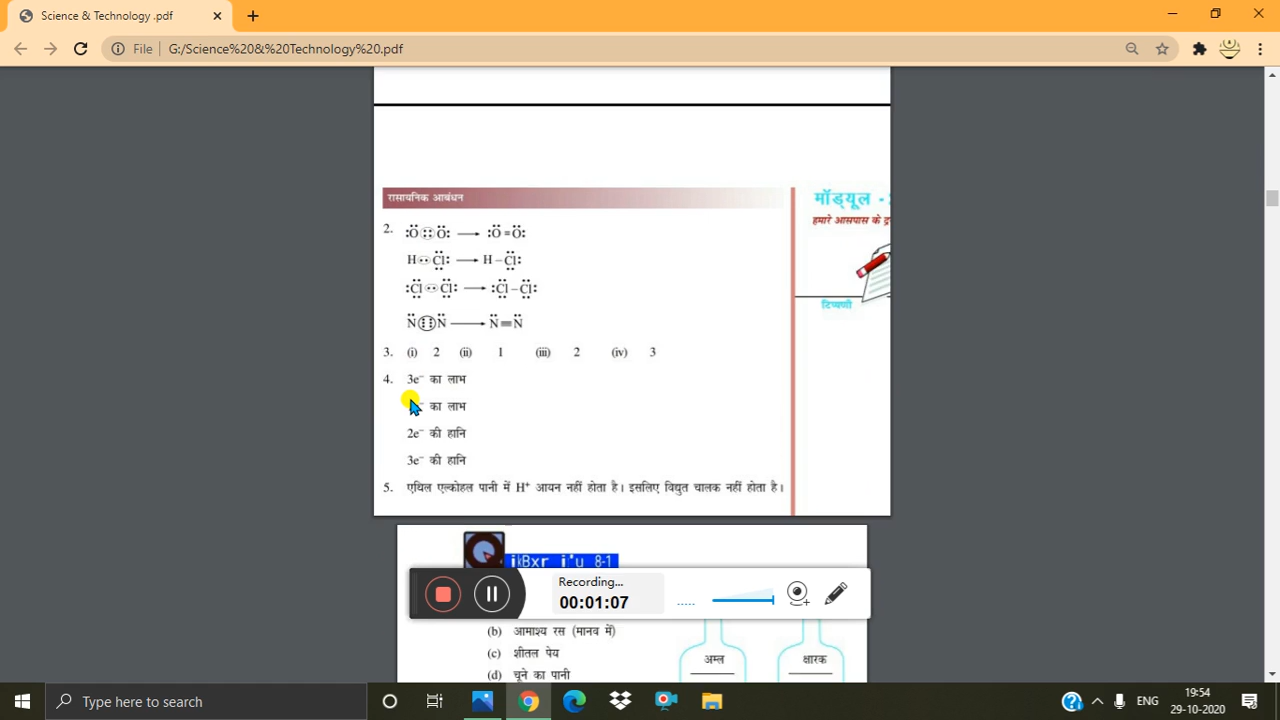 Science & Technology .pdf
File G:/Science%20&%20Technology%20.pdf
रासायनिक आबंधन
मॉड्यूल -
हमारे आसपास के
टिप्पणी
2. :Ö::Ö: → :Ö=Ö:
H··C̈l: → H–C̈l:
:C̈l··C̈l: → :C̈l–C̈l:
N̈::: N̈ → N̈≡N̈
3. (i) 2 (ii) 1 (iii) 2 (iv) 3
4. 3e⁻ का लाभ
e⁻ का लाभ
2e⁻ की हानि
3e⁻ की हानि
5. एथिल एल्कोहल पानी में H⁺ आयन नहीं होता है। इसलिए विद्युत चालक नहीं होता है।
ikBxr i'u 8-1
Recording...
00:01:07
(b) आमाश्य रस (मानव में)
(c) शीतल पेय
(d) चूने का पानी
अम्ल
क्षारक
Type here to search
ENG
19:54
29-10-2020